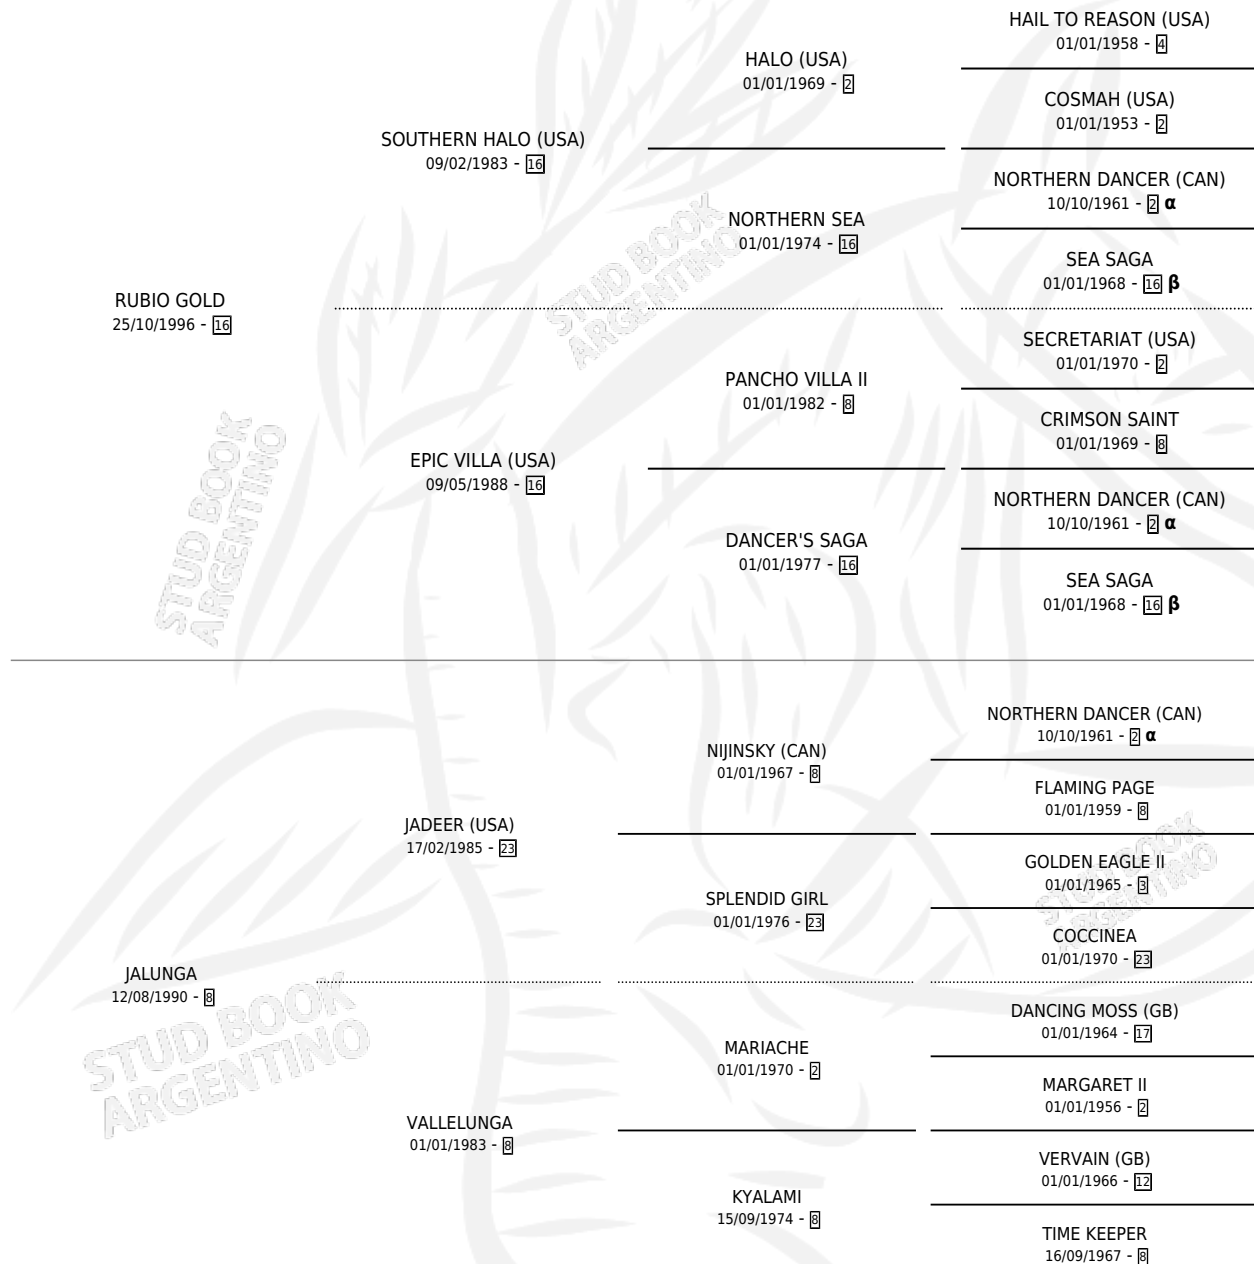 HAIL TO REASON (USA)
01/01/1958 - 4
HALO (USA)
01/01/1969 - 2
COSMAH (USA)
01/01/1953 - 2
SOUTHERN HALO (USA)
09/02/1983 - 16
NORTHERN DANCER (CAN)
10/10/1961 - 2 α
NORTHERN SEA
01/01/1974 - 16
SEA SAGA
01/01/1968 - 16 β
RUBIO GOLD
25/10/1996 - 16
SECRETARIAT (USA)
01/01/1970 - 2
PANCHO VILLA II
01/01/1982 - 8
CRIMSON SAINT
01/01/1969 - 8
EPIC VILLA (USA)
09/05/1988 - 16
NORTHERN DANCER (CAN)
10/10/1961 - 2 α
DANCER'S SAGA
01/01/1977 - 16
SEA SAGA
01/01/1968 - 16 β
NORTHERN DANCER (CAN)
10/10/1961 - 2 α
NIJINSKY (CAN)
01/01/1967 - 8
FLAMING PAGE
01/01/1959 - 8
JADEER (USA)
17/02/1985 - 23
GOLDEN EAGLE II
01/01/1965 - 3
SPLENDID GIRL
01/01/1976 - 23
COCCINEA
01/01/1970 - 23
JALUNGA
12/08/1990 - 8
DANCING MOSS (GB)
01/01/1964 - 17
MARIACHE
01/01/1970 - 2
MARGARET II
01/01/1956 - 2
VALLELUNGA
01/01/1983 - 8
VERVAIN (GB)
01/01/1966 - 12
KYALAMI
15/09/1974 - 8
TIME KEEPER
16/09/1967 - 8
STUD BOOK
ARGENTINO
STUD BOOK
ARGENTINO
STUD BOOK
ARGENTINO
STUD BOOK
ARGENTINO